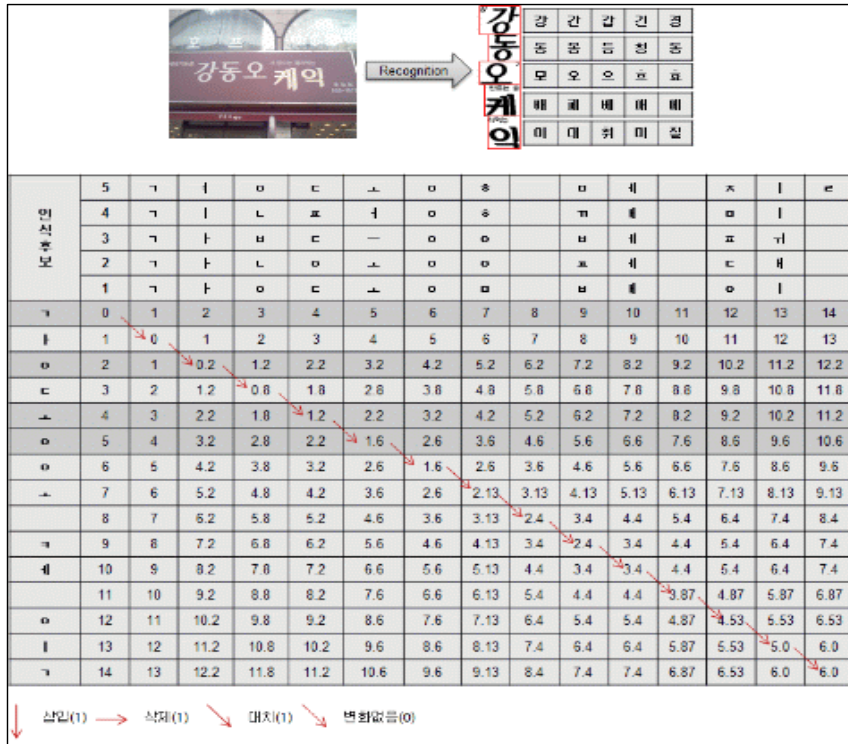 호 프
강동오 케익
Recognition
강 강 간 갑 긴 경
동 동 몸 듬 청
오 모 오 으 흐 효
케 베 애
익 이 대 취 미 질
인식후보
5 ㄱ ㅓ ㅇ ㄷ ㅗ ㅇ ㅎ ㅁ ㅔ ㅈ ㅣ ㄹ
4 ㄱ ㅣ ㄴ ㅍ ㅓ ㅇ ㅎ ㄲ ㅐ ㅁ ㅣ
3 ㄱ ㅏ ㅂ ㄷ ㅡ ㅇ ㅇ ㅂ ㅔ ㅍ ㅟ
2 ㄱ ㅏ ㄴ ㅇ ㅗ ㅇ ㅇ ㅍ ㅔ ㄷ ㅐ
1 ㄱ ㅏ ㅇ ㄷ ㅗ ㅇ ㅁ ㅂ ㅐ ㅇ ㅣ
ㄱ 0 1 2 3 4 5 6 7 8 9 10 11 12 13 14
ㅏ 1 0 1 2 3 4 5 6 7 8 9 10 11 12 13
ㅇ 2 1 0.2 1.2 2.2 3.2 4.2 5.2 6.2 7.2 8.2 9.2 10.2 11.2 12.2
ㄷ 3 2 1.2 0.8 1.8 2.8 3.8 4.8 5.8 6.8 7.8 8.8 9.8 10.8 11.8
ㅗ 4 3 2.2 1.8 1.2 2.2 3.2 4.2 5.2 6.2 7.2 8.2 9.2 10.2 11.2
ㅇ 5 4 3.2 2.8 2.2 1.6 2.6 3.6 4.6 5.6 6.6 7.6 8.6 9.6 10.6
ㅇ 6 5 4.2 3.8 3.2 2.6 1.6 2.6 3.6 4.6 5.6 6.6 7.6 8.6 9.6
ㅗ 7 6 5.2 4.8 4.2 3.6 2.6 2.13 3.13 4.13 5.13 6.13 7.13 8.13 9.13
8 7 6.2 5.8 5.2 4.6 3.6 3.13 2.4 3.4 4.4 5.4 6.4 7.4 8.4
ㅋ 9 8 7.2 6.8 6.2 5.6 4.6 4.13 3.4 2.4 3.4 4.4 5.4 6.4 7.4
ㅔ 10 9 8.2 7.8 7.2 6.6 5.6 5.13 4.4 3.4 3.4 4.4 5.4 6.4 7.4
11 10 9.2 8.8 8.2 7.6 6.6 6.13 5.4 4.4 4.4 3.87 4.87 5.87 6.87
ㅇ 12 11 10.2 9.8 9.2 8.6 7.6 7.13 6.4 5.4 5.4 4.87 4.53 5.53 6.53
ㅣ 13 12 11.2 10.8 10.2 9.6 8.6 8.13 7.4 6.4 6.4 5.87 5.53 5.0 6.0
ㄱ 14 13 12.2 11.8 11.2 10.6 9.6 9.13 8.4 7.4 7.4 6.87 6.53 6.0 6.0
삽입(1) 삭제(1) 대치(1) 변화없음(0)